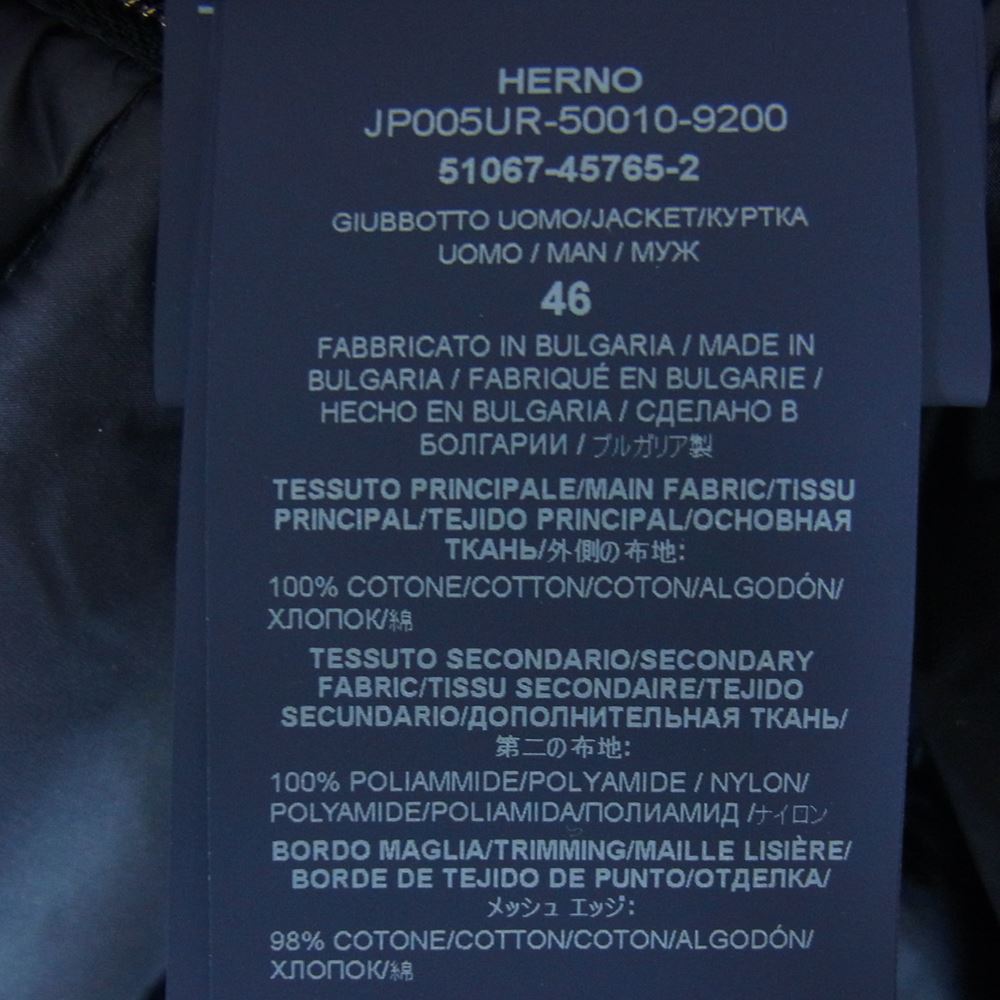 HERNO
JP005UR-50010-9200
51067-45765-2
GIUBBOTTO UOMO/JACKET/КУРТКА
UOMO / MAN / МУЖ
46
FABBRICATO IN BULGARIA / MADE IN
BULGARIA / FABRIQUÉ EN BULGARIE /
HECHO EN BULGARIA / СДЕЛАНО В
БОЛГАРИИ / ブルガリア製
TESSUTO PRINCIPALE/MAIN FABRIC/TISSU
PRINCIPAL/TEJIDO PRINCIPAL/ОСНОВНАЯ
ТКАНЬ/外側の布地:
100% COTONE/COTTON/COTON/ALGODÓN/
ХЛОПОК/綿
TESSUTO SECONDARIO/SECONDARY
FABRIC/TISSU SECONDAIRE/TEJIDO
SECUNDARIO/ДОПОЛНИТЕЛЬНАЯ ТКАНЬ/
第二の布地:
100% POLIAMMIDE/POLYAMIDE / NYLON/
POLYAMIDE/POLIAMIDA/ПОЛИАМИД /ナイロン
BORDO MAGLIA/TRIMMING/MAILLE LISIÈRE/
BORDE DE TEJIDO DE PUNTO/ОТДЕЛКА/
メッシュ エッジ:
98% COTONE/COTTON/COTON/ALGODÓN/
ХЛОПОК/綿